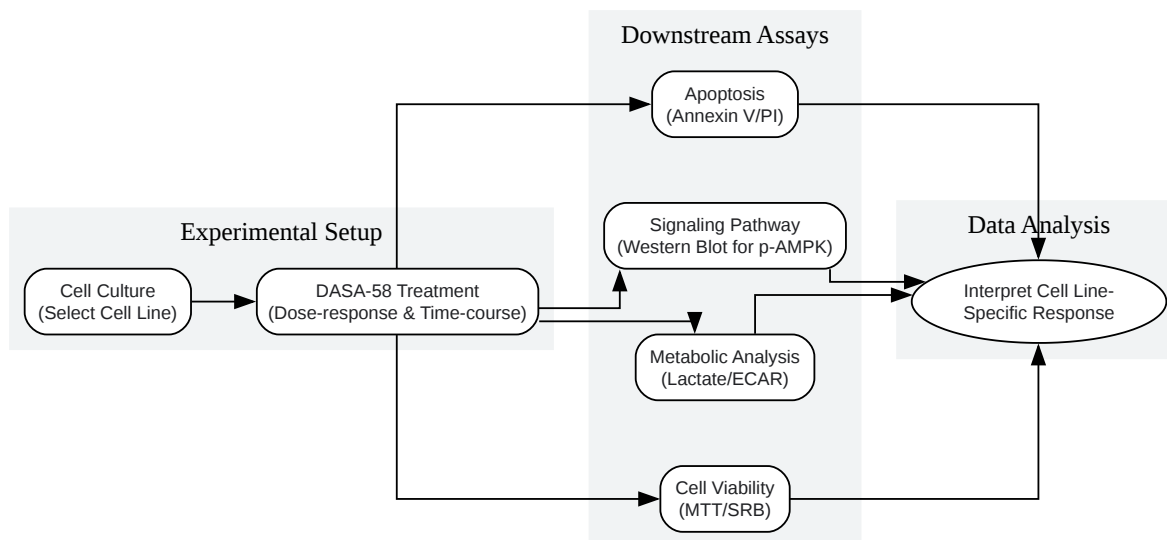 Downstream Assays
Apoptosis
(Annexin V/PI)
Experimental Setup
Signaling Pathway
(Western Blot for p-AMPK)
Data Analysis
Cell Culture
(Select Cell Line)
DASA-58 Treatment
(Dose-response & Time-course)
Interpret Cell Line-
Specific Response
Metabolic Analysis
(Lactate/ECAR)
Cell Viability
(MTT/SRB)